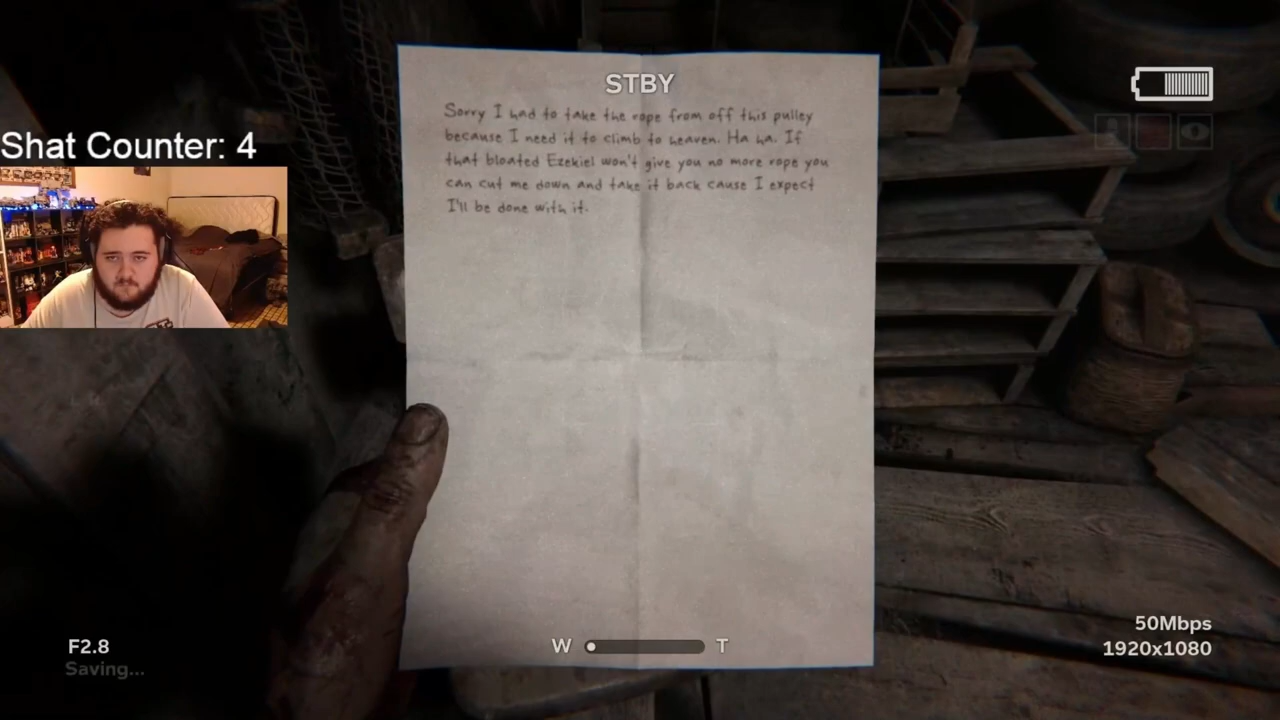 STBY
Sorry I had to take the rope from off this pulley
because I need it to climb to heaven. Ha ha. If
that bloated Ezekiel won't give you no more rope you
can cut me down and take it back cause I expect
I'll be done with it.
Shat Counter: 4
F2.8
Saving...
W T
50Mbps
1920x1080